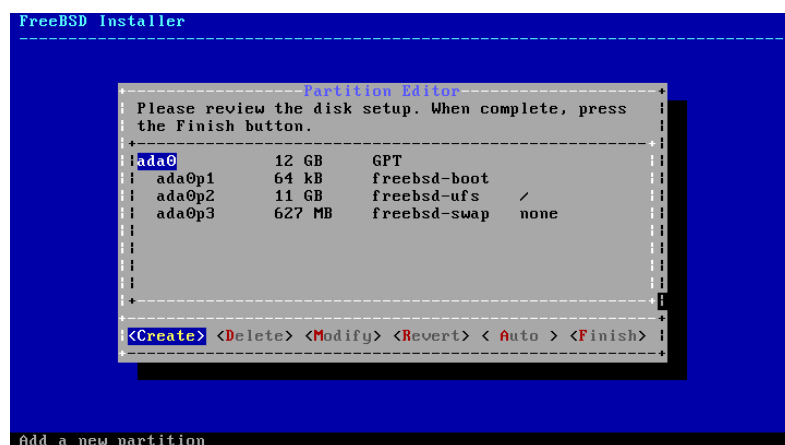 FreeBSD Installer
Partition Editor
Please review the disk setup. When complete, press
the Finish button.
ada0 12 GB GPT
ada0p1 64 kB freebsd-boot
ada0p2 11 GB freebsd-ufs /
ada0p3 627 MB freebsd-swap none
<Create> <Delete> <Modify> <Revert> < Auto > <Finish>
Add a new partition